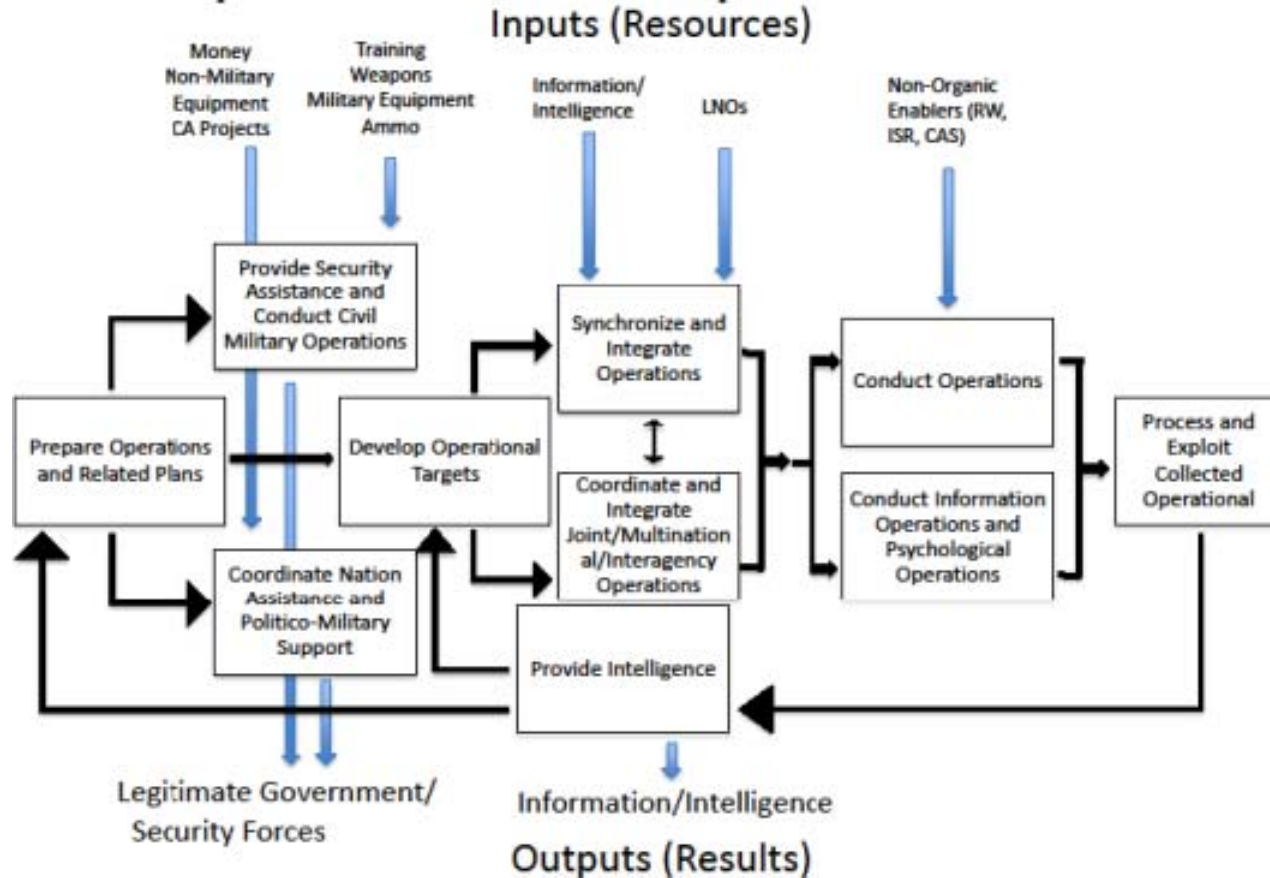 Inputs (Resources)
Money
Non-Military
Equipment
CA Projects
Training
Weapons
Military Equipment
Ammo
Information/
Intelligence
LNOs
Non-Organic
Enablers (RW,
ISR, CAS)
Provide Security
Assistance and
Conduct Civil
Military Operations
Synchronize and
Integrate
Operations
Conduct Operations
Prepare Operations
and Related Plans
Develop Operational
Targets
Process and
Exploit
Collected
Operational
Coordinate and
Integrate
Joint/Multination
al/Interagency
Operations
Conduct Information
Operations and
Psychological
Operations
Coordinate Nation
Assistance and
Politico-Military
Support
Provide Intelligence
Legitimate Government/
Security Forces
Information/Intelligence
Outputs (Results)